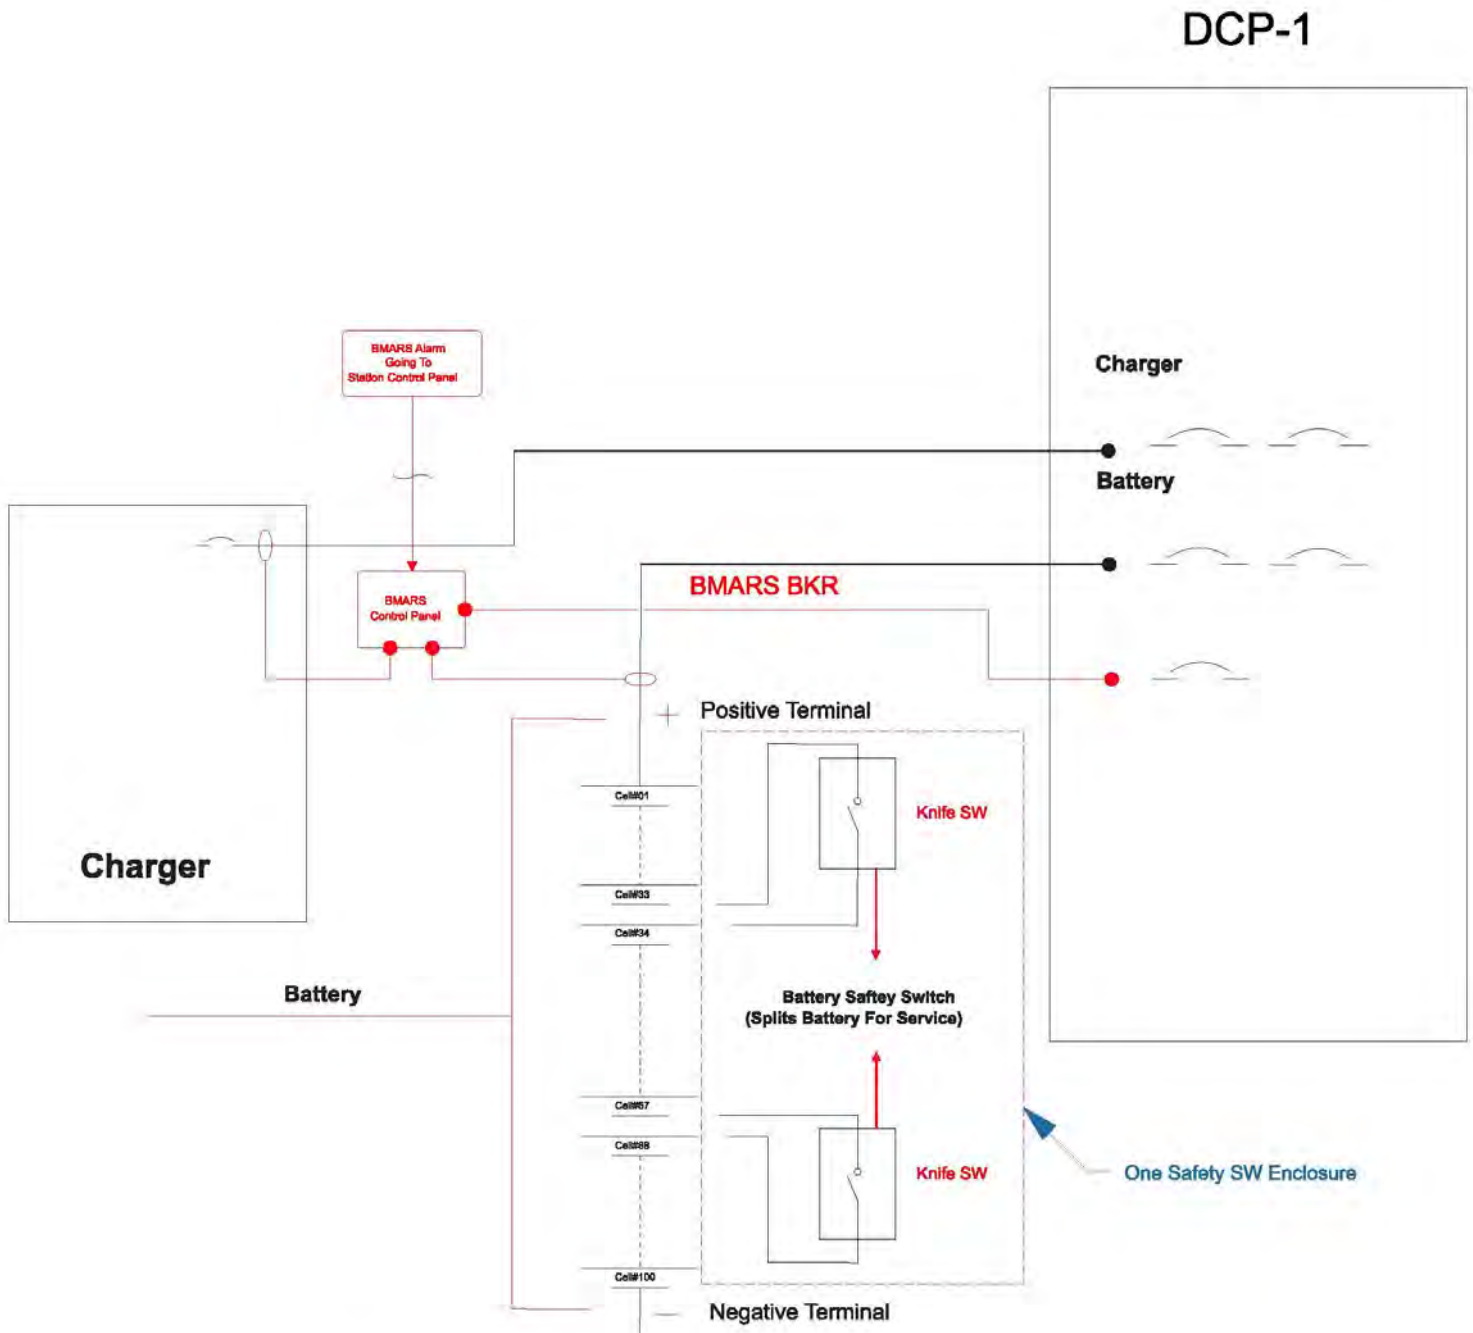 DCP-1
BMARS Alarm
Going To
Station Control Panel
Charger
Battery
BMARS BKR
BMARS
Control Panel
+ Positive Terminal
Cell#01
Knife SW
Charger
Cell#33
Cell#34
Battery
Battery Saftey Switch
(Splits Battery For Service)
Cell#67
Cell#68
Knife SW
One Safety SW Enclosure
Cell#100
— Negative Terminal